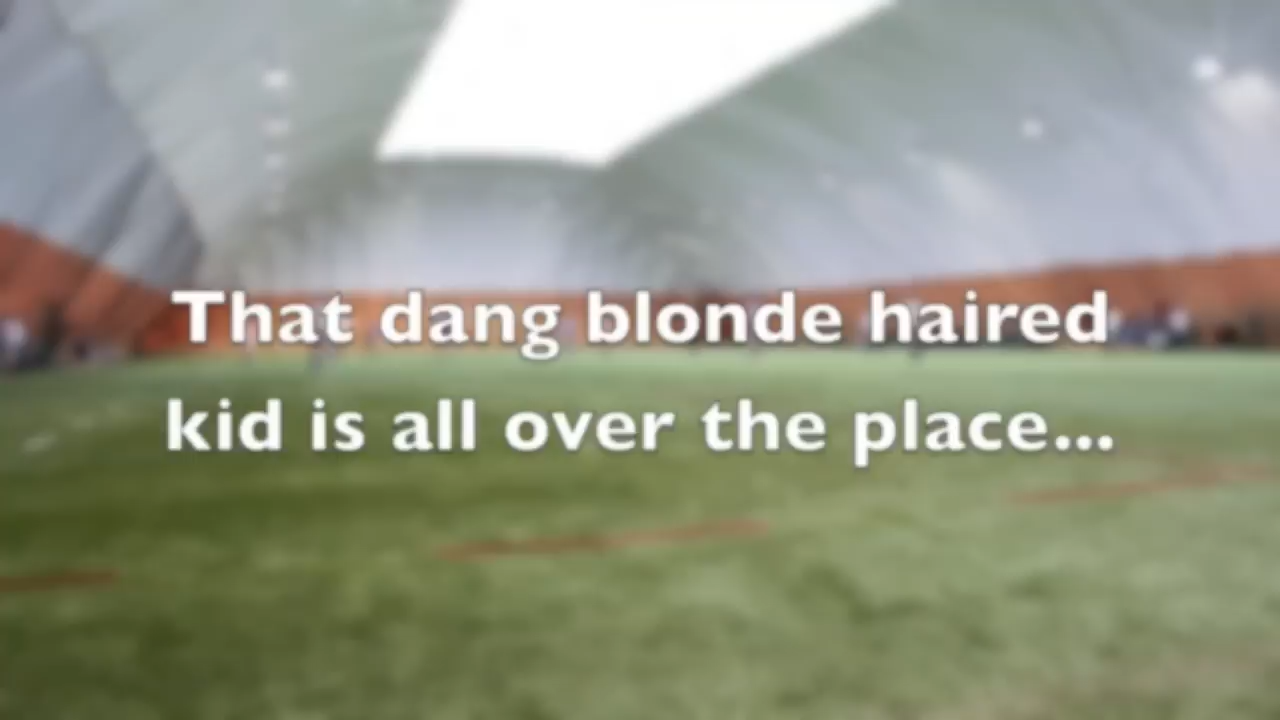 That dang blonde haired
kid is all over the place...